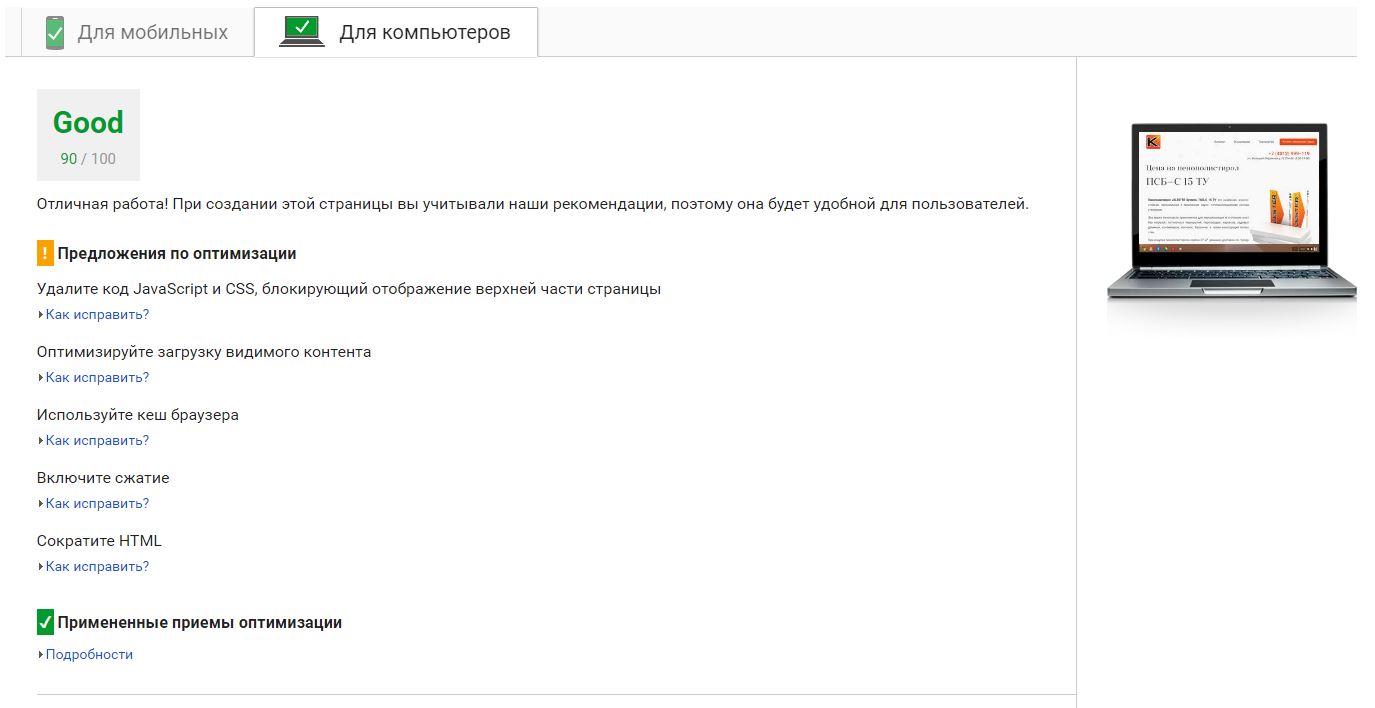 Для мобильных
Для компьютеров
Good
90 / 100
Отличная работа! При создании этой страницы вы учитывали наши рекомендации, поэтому она будет удобной для пользователей.
! Предложения по оптимизации
Удалите код JavaScript и CSS, блокирующий отображение верхней части страницы
Как исправить?
Оптимизируйте загрузку видимого контента
Как исправить?
Используйте кеш браузера
Как исправить?
Включите сжатие
Как исправить?
Сократите HTML
Как исправить?
Примененные приемы оптимизации
Подробности
K
Цена на пенополистирол
ПСБ-С 15 ТУ